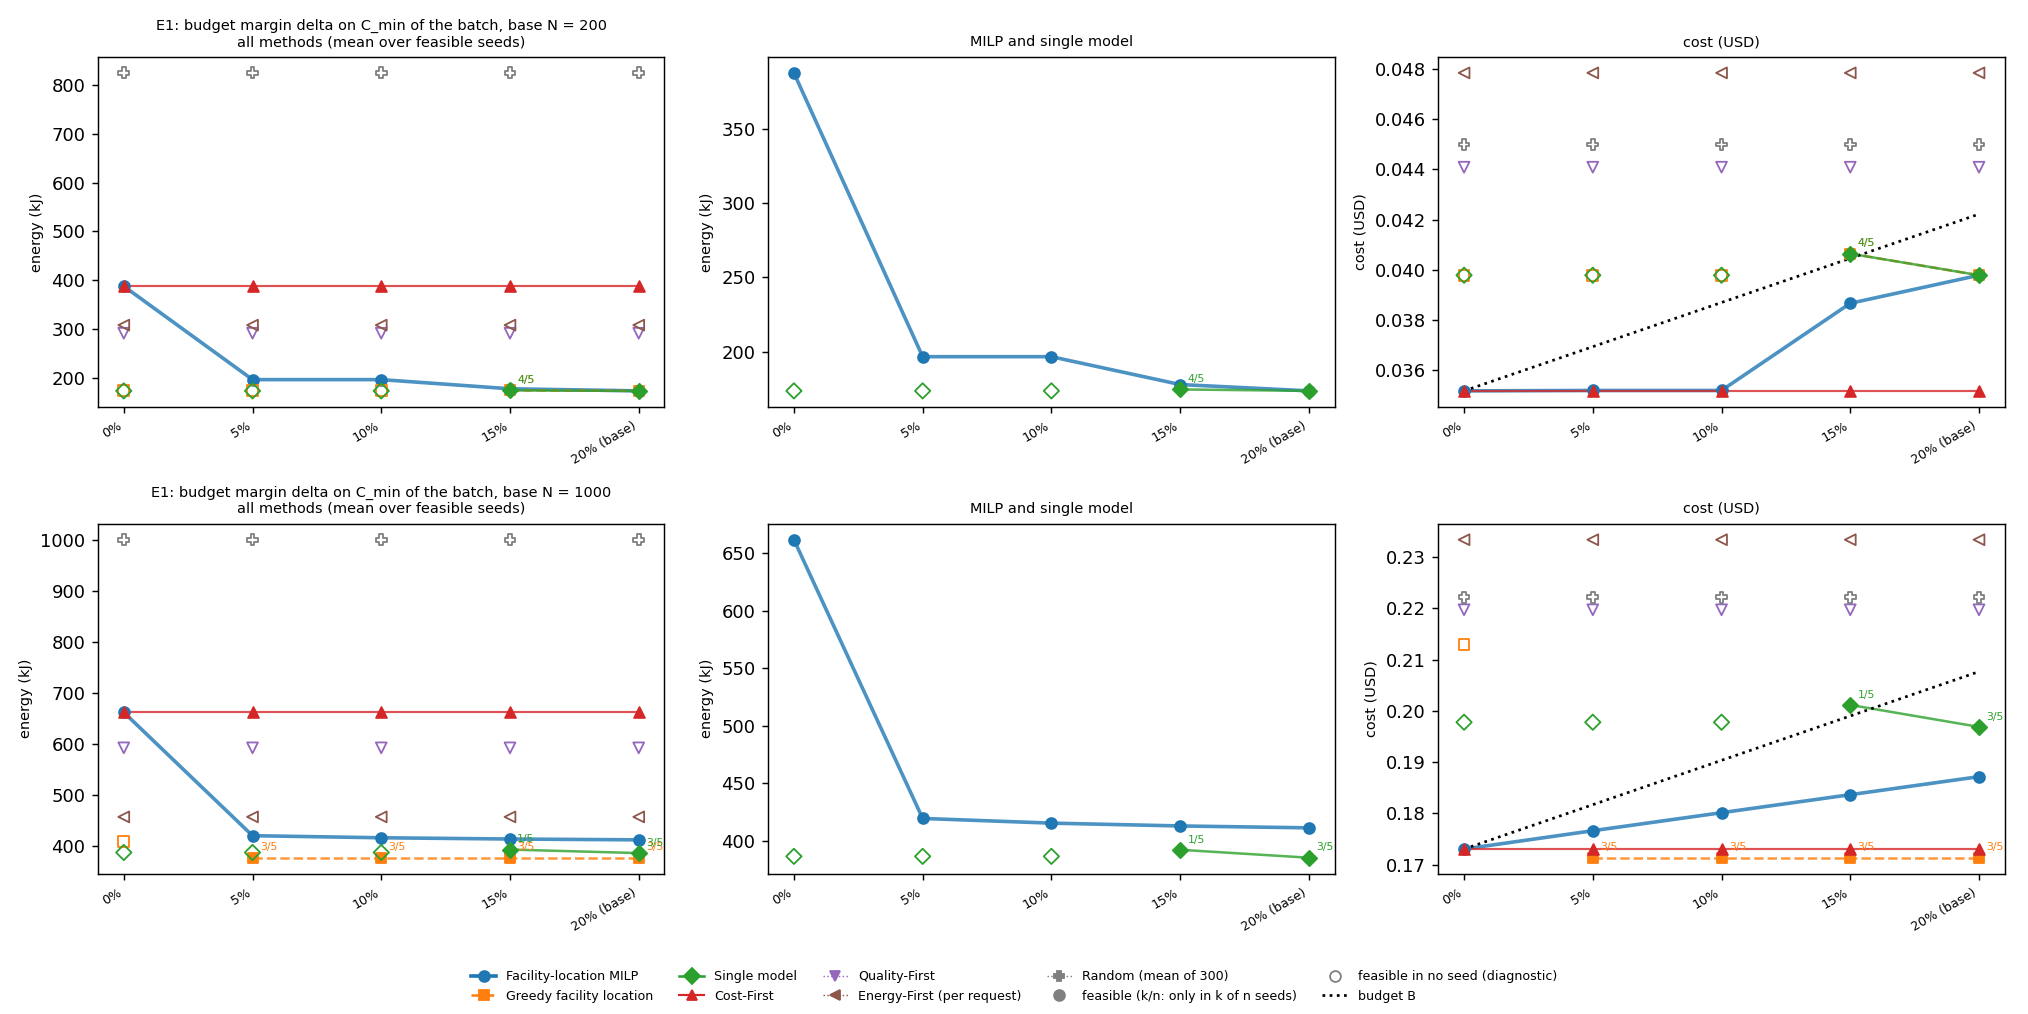 E1: budget margin delta on C_min of the batch, base N = 200
all methods (mean over feasible seeds)
MILP and single model
cost (USD)
energy (kJ)
800
700
600
500
400
300
200
4/5
0%
5%
10%
15%
20% (base)
energy (kJ)
350
300
250
200
4/5
0%
5%
10%
15%
20% (base)
cost (USD)
0.048
0.046
0.044
0.042
0.040
0.038
0.036
4/5
0%
5%
10%
15%
20% (base)
E1: budget margin delta on C_min of the batch, base N = 1000
all methods (mean over feasible seeds)
MILP and single model
cost (USD)
energy (kJ)
1000
900
800
700
600
500
400
3/5
3/5
1/5
3/5
3/5
3/5
0%
5%
10%
15%
20% (base)
energy (kJ)
650
600
550
500
450
400
1/5
3/5
0%
5%
10%
15%
20% (base)
cost (USD)
0.23
0.22
0.21
0.20
0.19
0.18
0.17
1/5
3/5
3/5
3/5
3/5
3/5
0%
5%
10%
15%
20% (base)
Facility-location MILP
Greedy facility location
Single model
Cost-First
Quality-First
Energy-First (per request)
Random (mean of 300)
feasible (k/n: only in k of n seeds)
feasible in no seed (diagnostic)
budget B